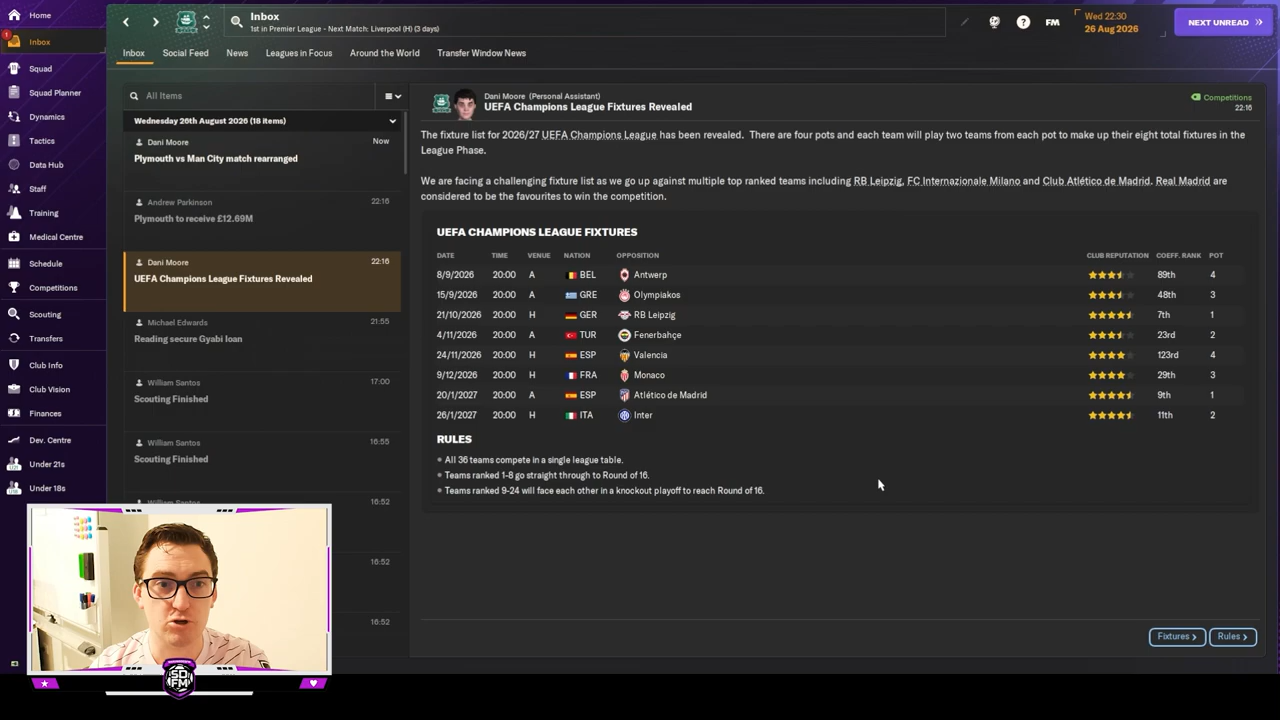 Home
Inbox
Squad
Squad Planner
Dynamics
Tactics
Data Hub
Staff
Training
Medical Centre
Schedule
Competitions
Scouting
Transfers
Club Info
Club Vision
Finances
Dev. Centre
Under 21s
Under 18s
1
Inbox
1st in Premier League - Next Match: Liverpool (H) (3 days)
FM
Wed 22:30
26 Aug 2026
NEXT UNREAD
Inbox Social Feed News Leagues in Focus Around the World Transfer Window News
All Items
Wednesday 26th August 2026 (18 items)
Dani Moore Now
Plymouth vs Man City match rearranged
Andrew Parkinson 22:16
Plymouth to receive £12.69M
Dani Moore 22:16
UEFA Champions League Fixtures Revealed
Michael Edwards 21:55
Reading secure Gyabi loan
William Santos 17:00
Scouting Finished
William Santos 16:55
Scouting Finished
William Santos 16:52
16:52
16:52
Dani Moore (Personal Assistant)
UEFA Champions League Fixtures Revealed
Competitions
22:16
The fixture list for 2026/27 UEFA Champions League has been revealed. There are four pots and each team will play two teams from each pot to make up their eight total fixtures in the
League Phase.
We are facing a challenging fixture list as we go up against multiple top ranked teams including RB Leipzig, FC Internazionale Milano and Club Atlético de Madrid. Real Madrid are
considered to be the favourites to win the competition.
UEFA CHAMPIONS LEAGUE FIXTURES
DATE TIME VENUE NATION OPPOSITION CLUB REPUTATION COEFF. RANK POT
8/9/2026 20:00 A BEL Antwerp 89th 4
15/9/2026 20:00 A GRE Olympiakos 48th 3
21/10/2026 20:00 H GER RB Leipzig 7th 1
4/11/2026 20:00 A TUR Fenerbahçe 23rd 2
24/11/2026 20:00 H ESP Valencia 123rd 4
9/12/2026 20:00 H FRA Monaco 29th 3
20/1/2027 20:00 A ESP Atlético de Madrid 9th 1
26/1/2027 20:00 H ITA Inter 11th 2
RULES
All 36 teams compete in a single league table.
Teams ranked 1-8 go straight through to Round of 16.
Teams ranked 9-24 will face each other in a knockout playoff to reach Round of 16.
Fixtures
Rules
SD
FM